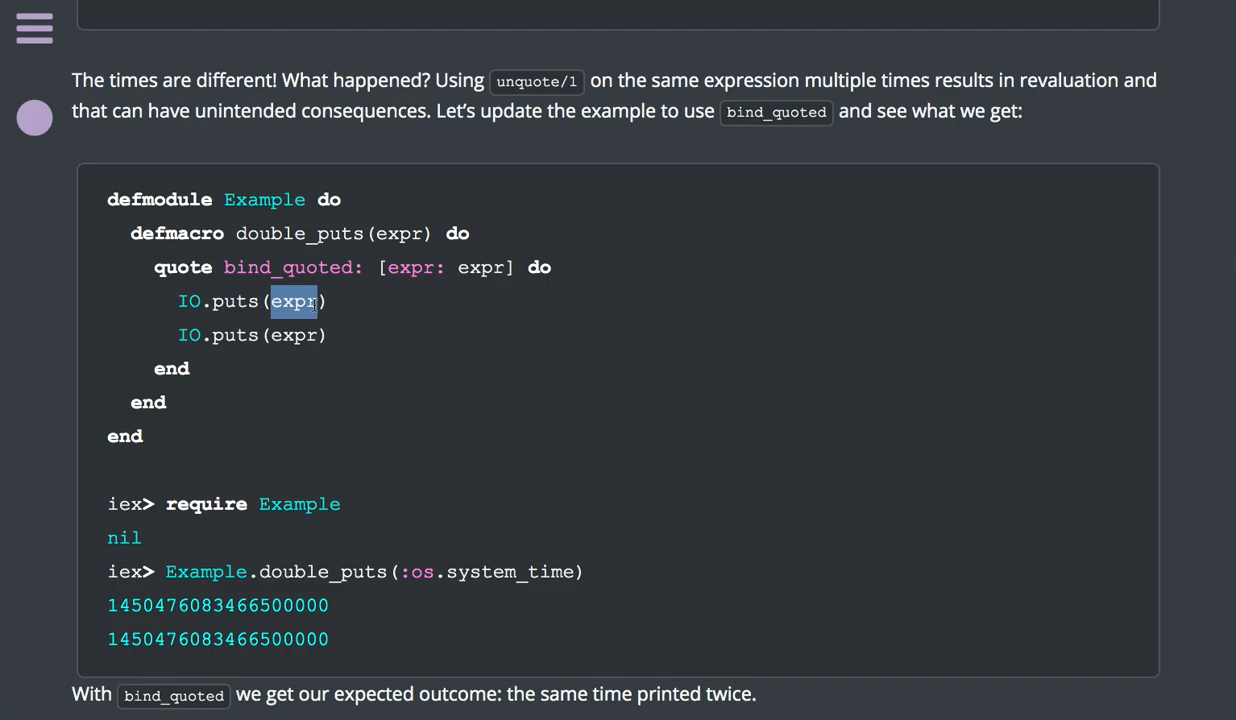 The times are different! What happened? Using unquote/1 on the same expression multiple times results in revaluation and
that can have unintended consequences. Let’s update the example to use bind_quoted and see what we get:
defmodule Example do
  defmacro double_puts(expr) do
    quote bind_quoted: [expr: expr] do
      IO.puts(expr)
      IO.puts(expr)
    end
  end
end
iex> require Example
nil
iex> Example.double_puts(:os.system_time)
1450476083466500000
1450476083466500000
With bind_quoted we get our expected outcome: the same time printed twice.